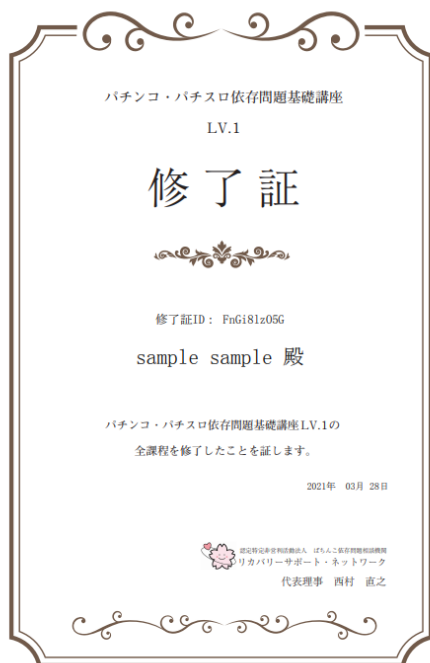 パチンコ・パチスロ依存問題基礎講座
LV.1
修了証
修了証ID： FnGi8lzO5G
sample sample 殿
パチンコ・パチスロ依存問題基礎講座LV.1の
全課程を修了したことを証します。
2021年 03月 28日
認定特定非営利活動法人 ぱちんこ依存問題相談機関
リカバリーサポート・ネットワーク
代表理事 西村 直之